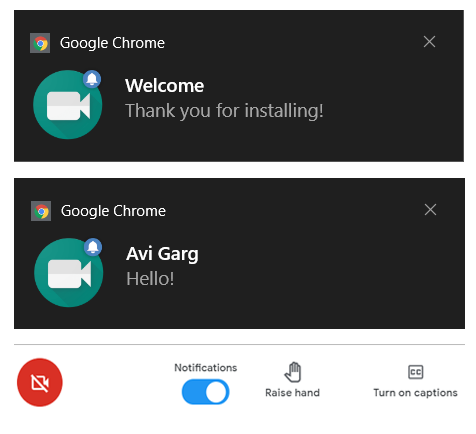 Google Chrome
Welcome
Thank you for installing!
Google Chrome
Avi Garg
Hello!
Notifications
Raise hand
CC
Turn on captions